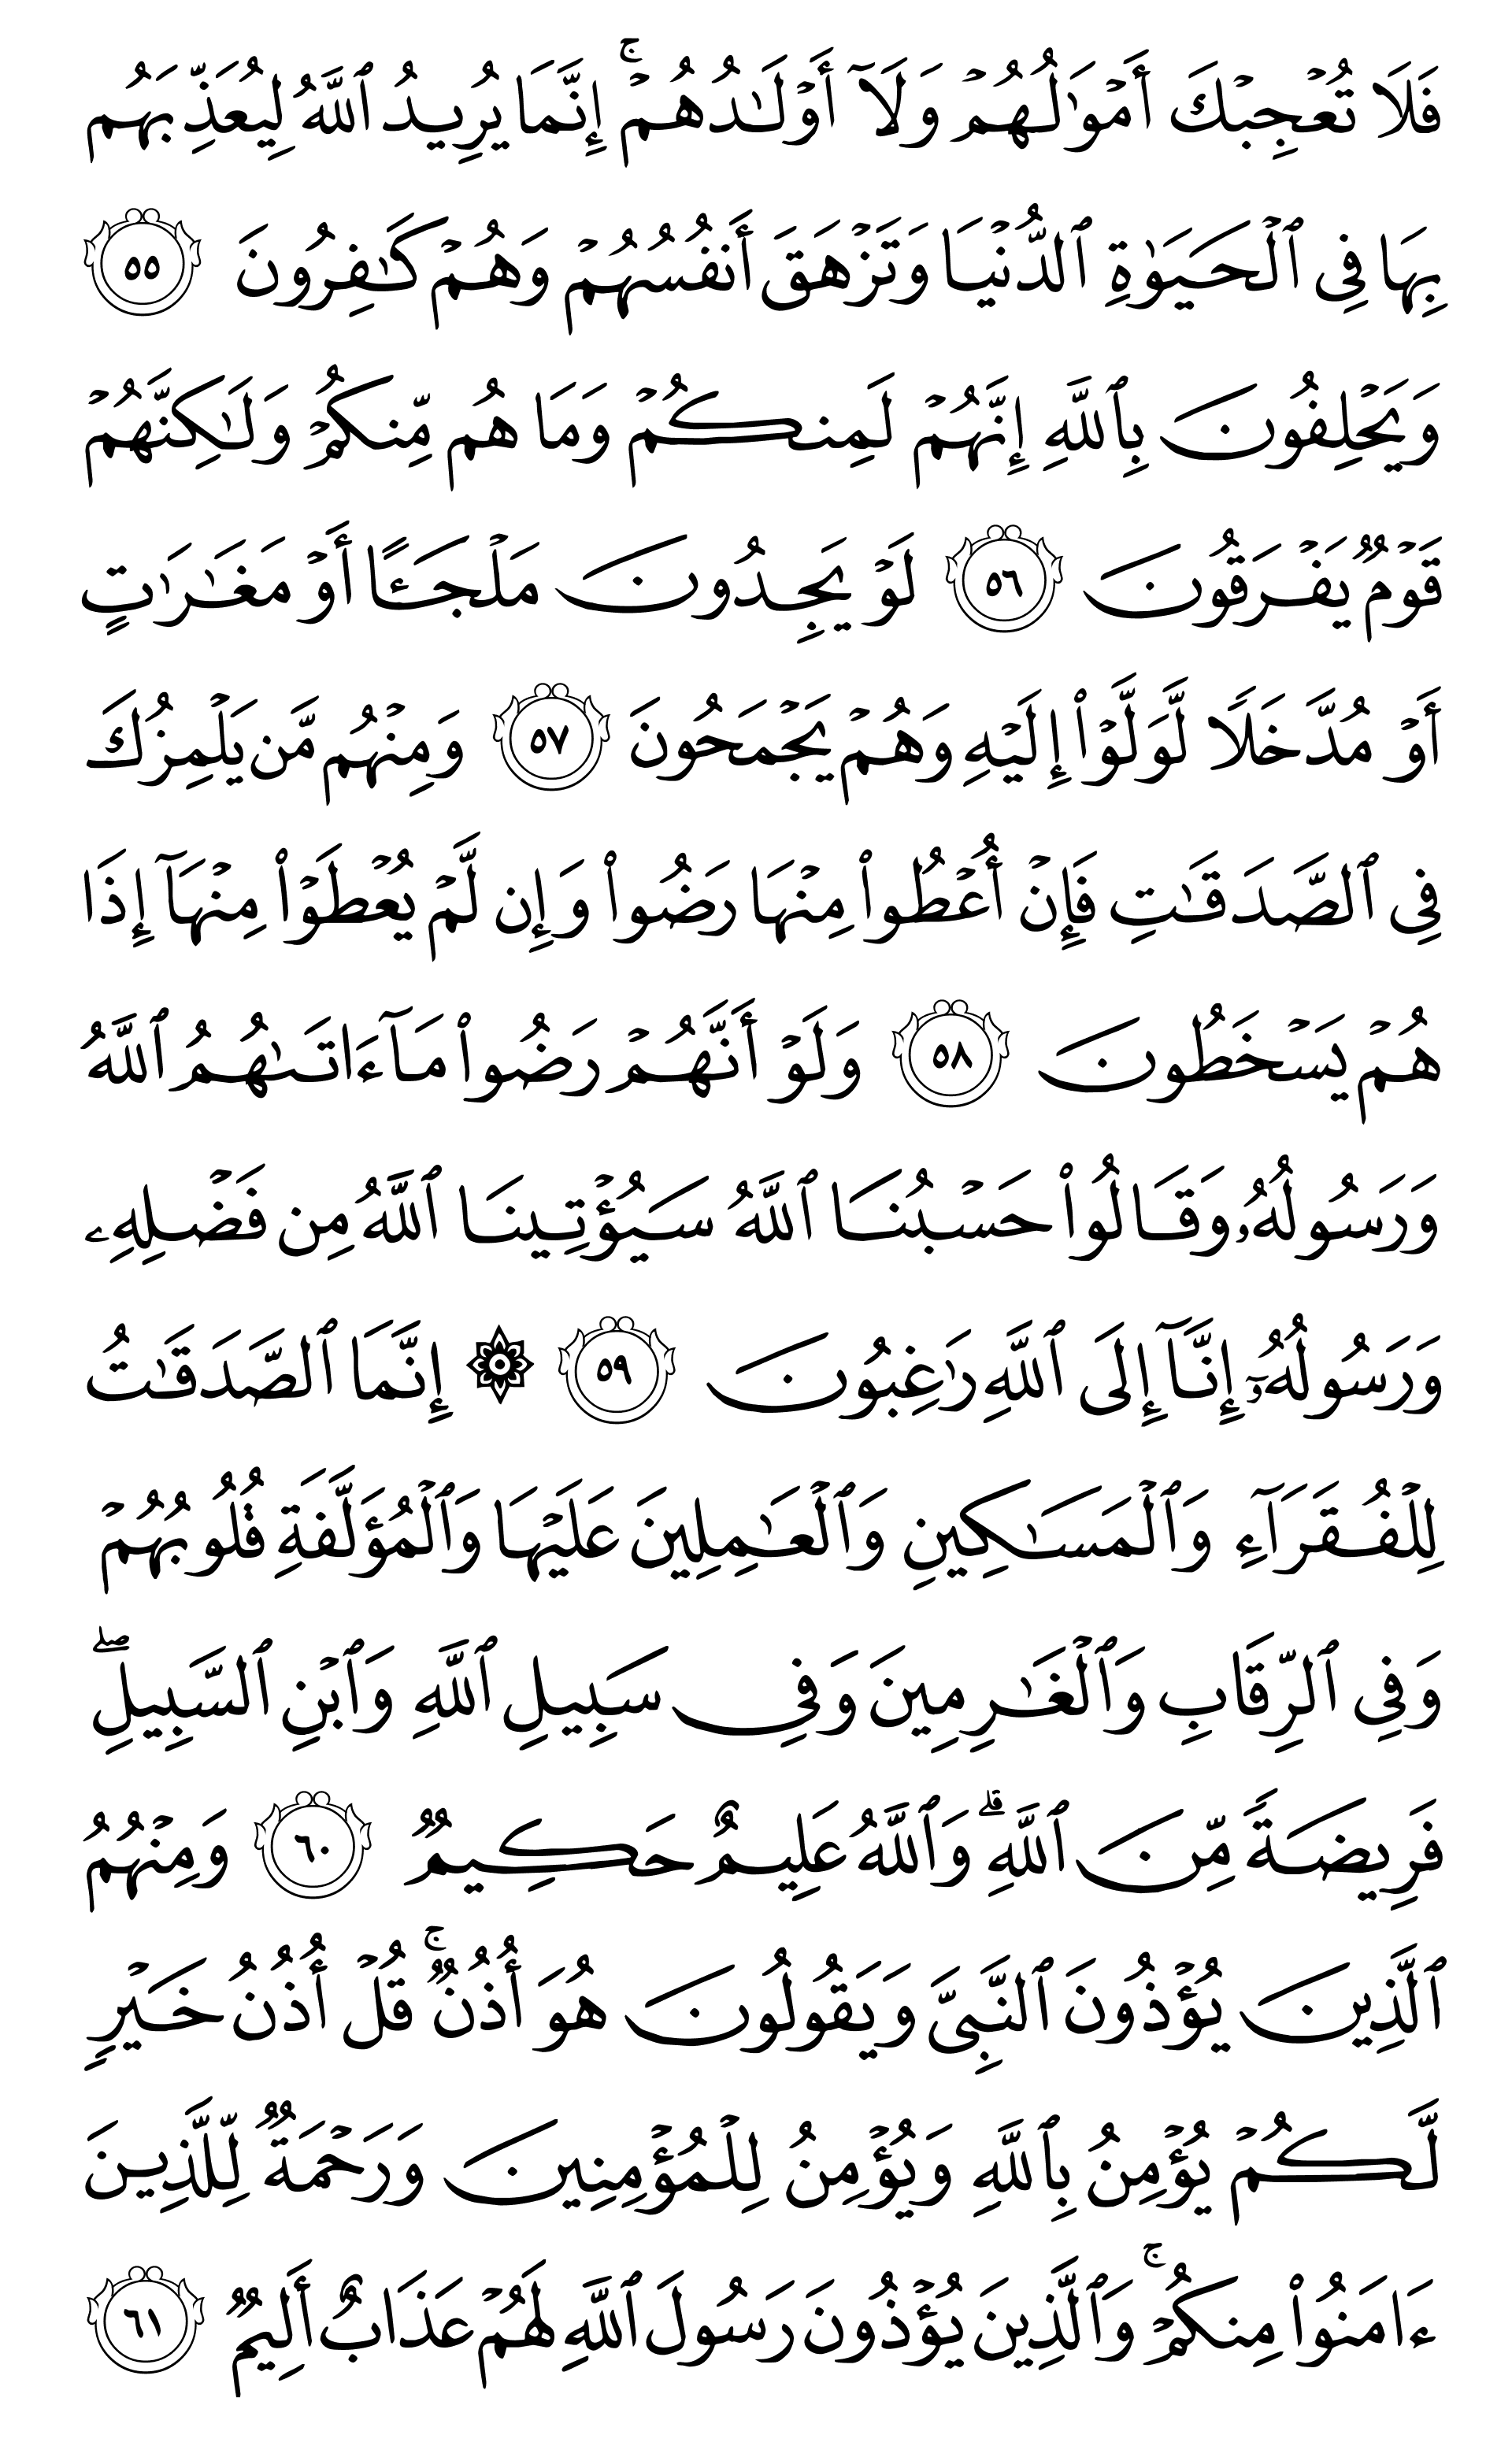 فَلَا تُعۡجِبۡكَ أَمۡوَٰلُهُمۡ وَلَآ أَوۡلَٰدُهُمۡۚ إِنَّمَا يُرِيدُ ٱللَّهُ لِيُعَذِّبَهُم
بِهَا فِي ٱلۡحَيَوٰةِ ٱلدُّنۡيَا وَتَزۡهَقَ أَنفُسُهُمۡ وَهُمۡ كَٰفِرُونَ ٥٥
وَيَحۡلِفُونَ بِٱللَّهِ إِنَّهُمۡ لَمِنكُمۡ وَمَا هُم مِّنكُمۡ وَلَٰكِنَّهُمۡ
قَوۡمٞ يَفۡرَقُونَ ٥٦ لَوۡ يَجِدُونَ مَلۡجَـًٔا أَوۡ مَغَٰرَٰتٍ
أَوۡ مُدَّخَلٗا لَّوَلَّوۡاْ إِلَيۡهِ وَهُمۡ يَجۡمَحُونَ ٥٧ وَمِنۡهُم مَّن يَلۡمِزُكَ
فِي ٱلصَّدَقَٰتِ فَإِنۡ أُعۡطُواْ مِنۡهَا رَضُواْ وَإِن لَّمۡ يُعۡطَوۡاْ مِنۡهَآ إِذَا
هُمۡ يَسۡخَطُونَ ٥٨ وَلَوۡ أَنَّهُمۡ رَضُواْ مَآ ءَاتَىٰهُمُ ٱللَّهُ
وَرَسُولُهُۥ وَقَالُواْ حَسۡبُنَا ٱللَّهُ سَيُؤۡتِينَا ٱللَّهُ مِن فَضۡلِهِۦ
وَرَسُولُهُۥٓ إِنَّآ إِلَى ٱللَّهِ رَٰغِبُونَ ٥٩ ۞ إِنَّمَا ٱلصَّدَقَٰتُ
لِلۡفُقَرَآءِ وَٱلۡمَسَٰكِينِ وَٱلۡعَٰمِلِينَ عَلَيۡهَا وَٱلۡمُؤَلَّفَةِ قُلُوبُهُمۡ
وَفِي ٱلرِّقَابِ وَٱلۡغَٰرِمِينَ وَفِي سَبِيلِ ٱللَّهِ وَٱبۡنِ ٱلسَّبِيلِۖ
فَرِيضَةٗ مِّنَ ٱللَّهِۗ وَٱللَّهُ عَلِيمٌ حَكِيمٞ ٦٠ وَمِنۡهُمُ
ٱلَّذِينَ يُؤۡذُونَ ٱلنَّبِيَّ وَيَقُولُونَ هُوَ أُذُنٞۚ قُلۡ أُذُنُ خَيۡرٖ
لَّكُمۡ يُؤۡمِنُ بِٱللَّهِ وَيُؤۡمِنُ لِلۡمُؤۡمِنِينَ وَرَحۡمَةٞ لِّلَّذِينَ
ءَامَنُواْ مِنكُمۡۚ وَٱلَّذِينَ يُؤۡذُونَ رَسُولَ ٱللَّهِ لَهُمۡ عَذَابٌ أَلِيمٞ ٦١